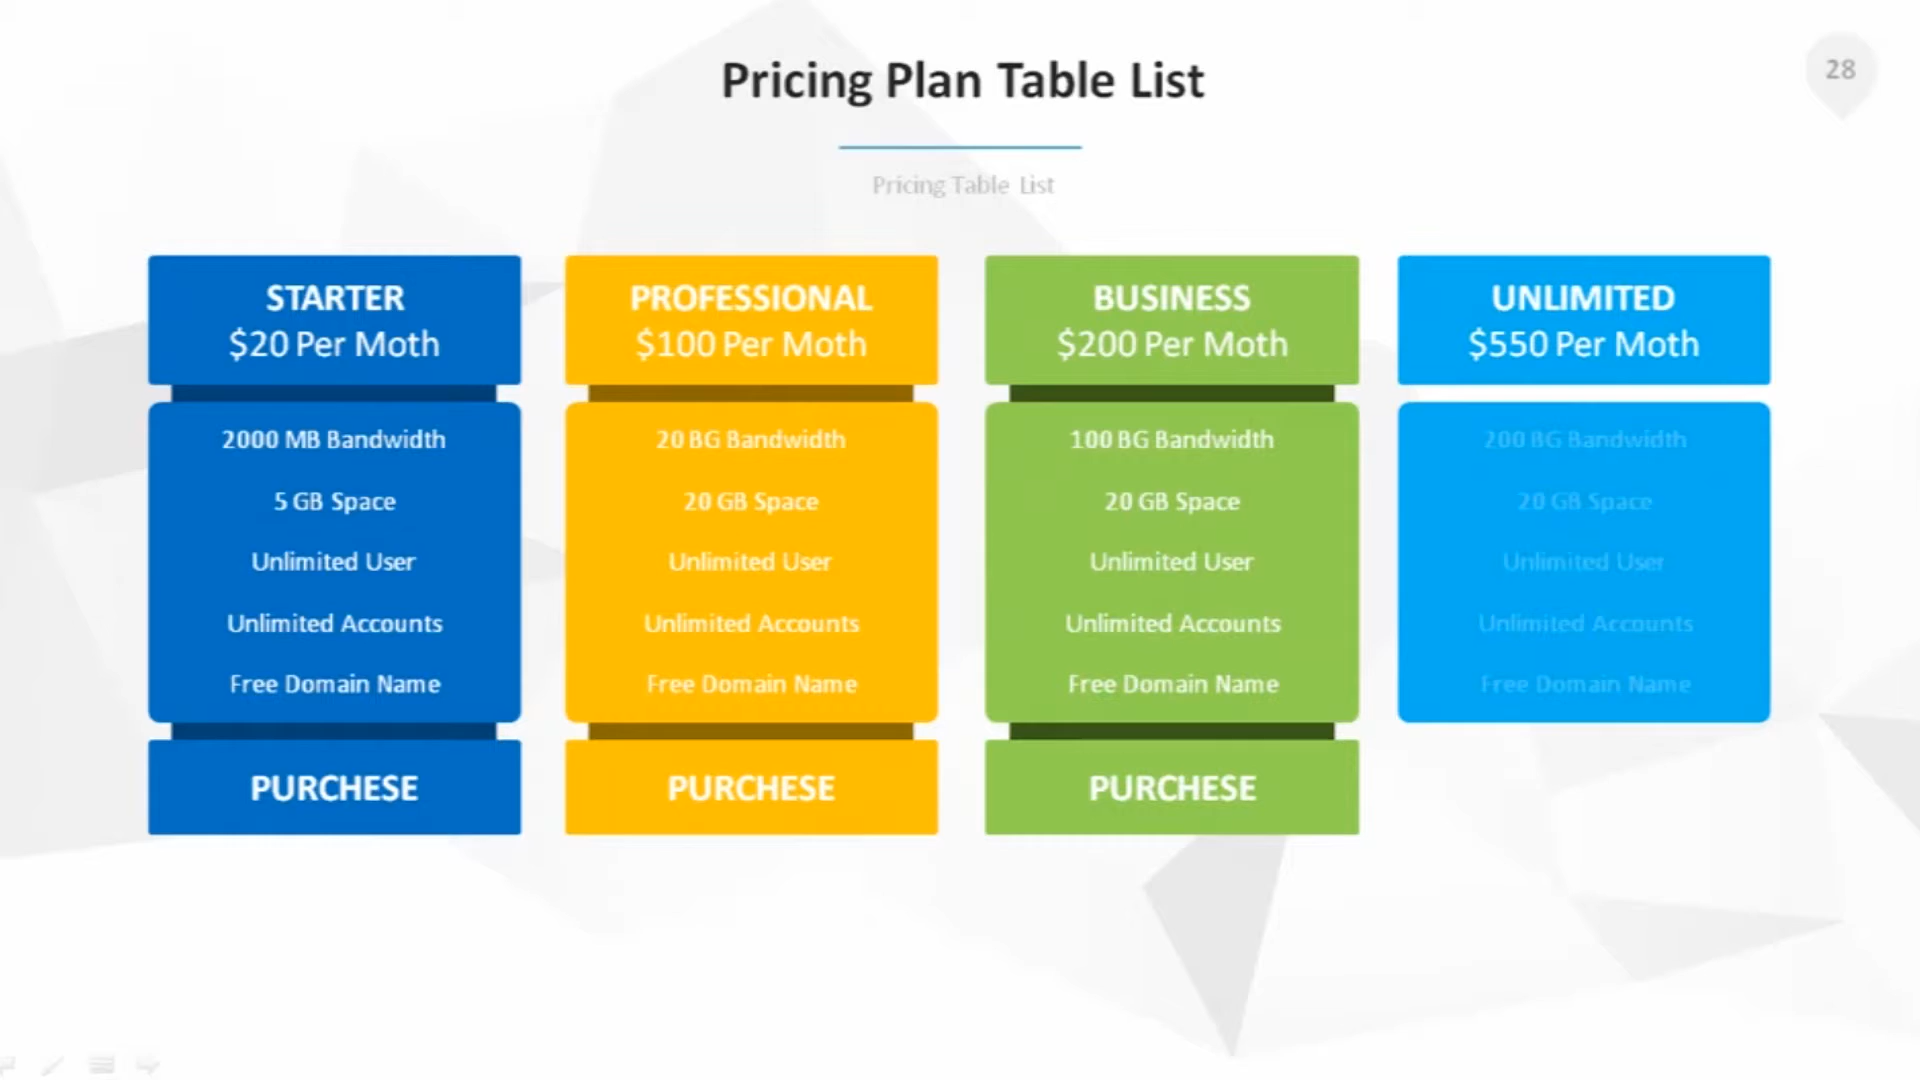 Pricing Plan Table List
28
Pricing Table List
STARTER
$20 Per Moth
2000 MB Bandwidth
5 GB Space
Unlimited User
Unlimited Accounts
Free Domain Name
PURCHESE
PROFESSIONAL
$100 Per Moth
20 BG Bandwidth
20 GB Space
Unlimited User
Unlimited Accounts
Free Domain Name
PURCHESE
BUSINESS
$200 Per Moth
100 BG Bandwidth
20 GB Space
Unlimited User
Unlimited Accounts
Free Domain Name
PURCHESE
UNLIMITED
$550 Per Moth
200 BG Bandwidth
20 GB Space
Unlimited User
Unlimited Accounts
Free Domain Name